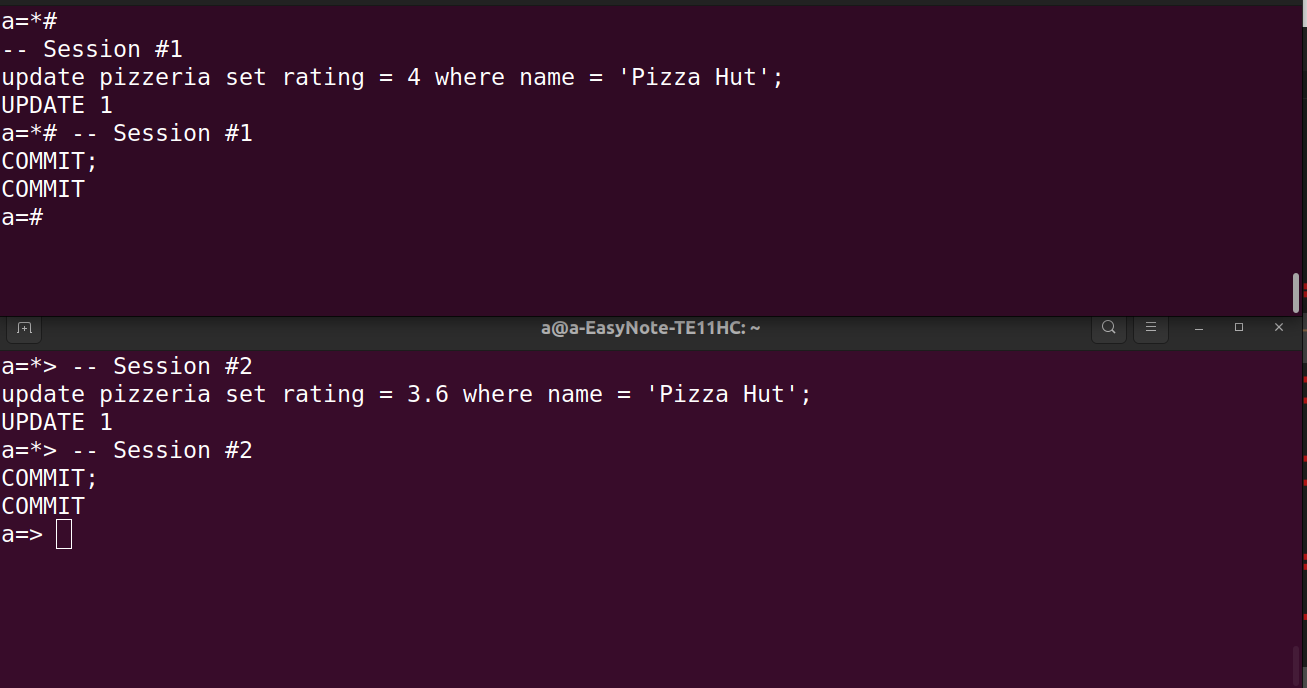 a=*#
-- Session #1
update pizzeria set rating = 4 where name = 'Pizza Hut';
UPDATE 1
a=*# -- Session #1
COMMIT;
COMMIT
a=#
a@a-EasyNote-TE11HC: ~
a=*> -- Session #2
update pizzeria set rating = 3.6 where name = 'Pizza Hut';
UPDATE 1
a=*> -- Session #2
COMMIT;
COMMIT
a=>